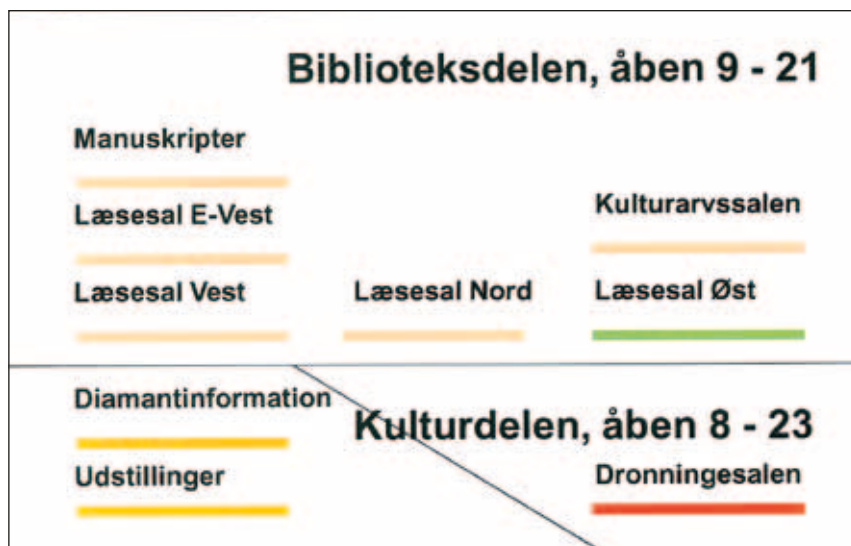 Biblioteksdelen, åben 9 - 21
Manuskripter
Læsesal E-Vest
Kulturarvssalen
Læsesal Vest
Læsesal Nord
Læsesal Øst
Diamantinformation
Kulturdelen, åben 8 - 23
Udstillinger
Dronningesalen